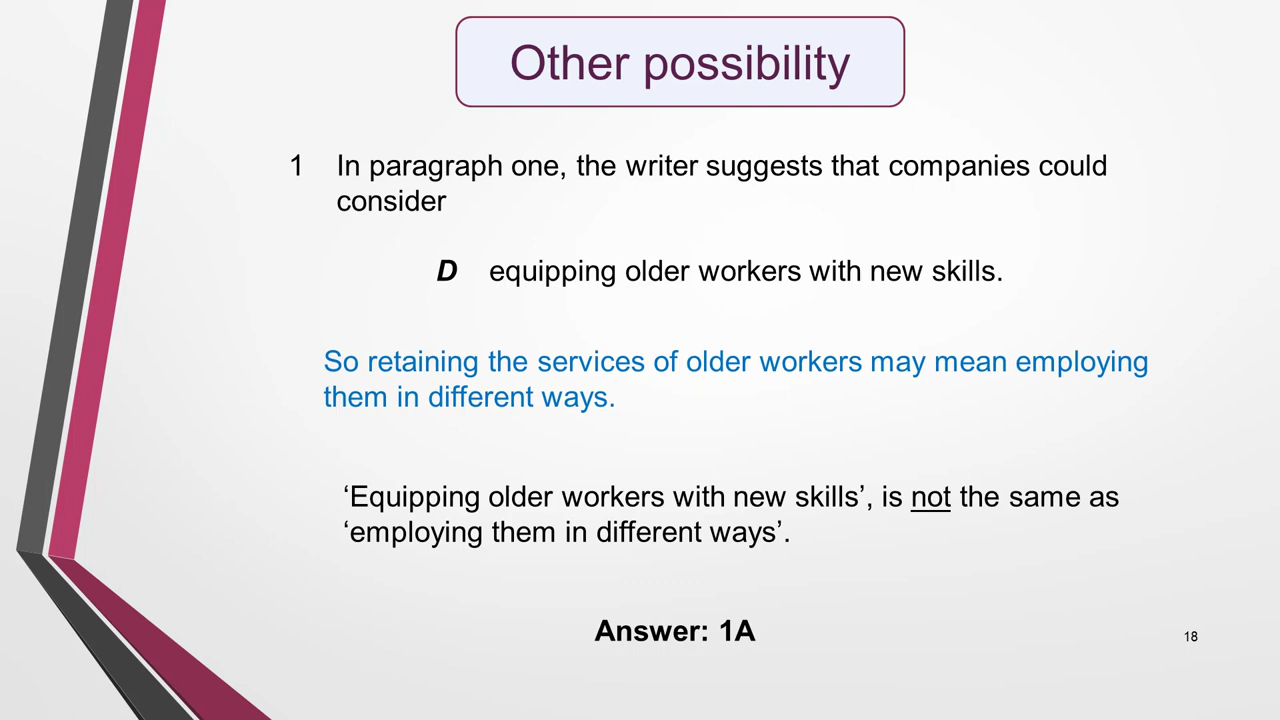 Other possibility
1 In paragraph one, the writer suggests that companies could
consider
D equipping older workers with new skills.
So retaining the services of older workers may mean employing
them in different ways.
‘Equipping older workers with new skills’, is not the same as
‘employing them in different ways’.
Answer: 1A
18